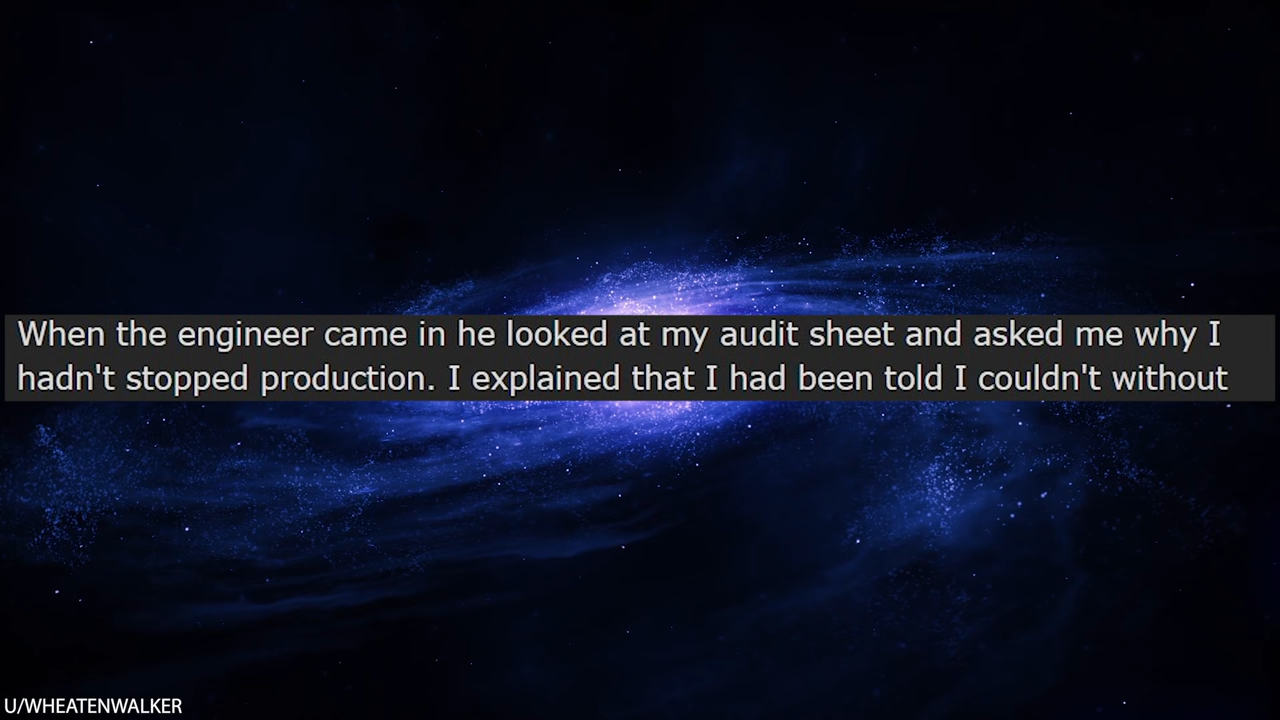 When the engineer came in he looked at my audit sheet and asked me why I
hadn't stopped production. I explained that I had been told I couldn't without
U/WHEATENWALKER